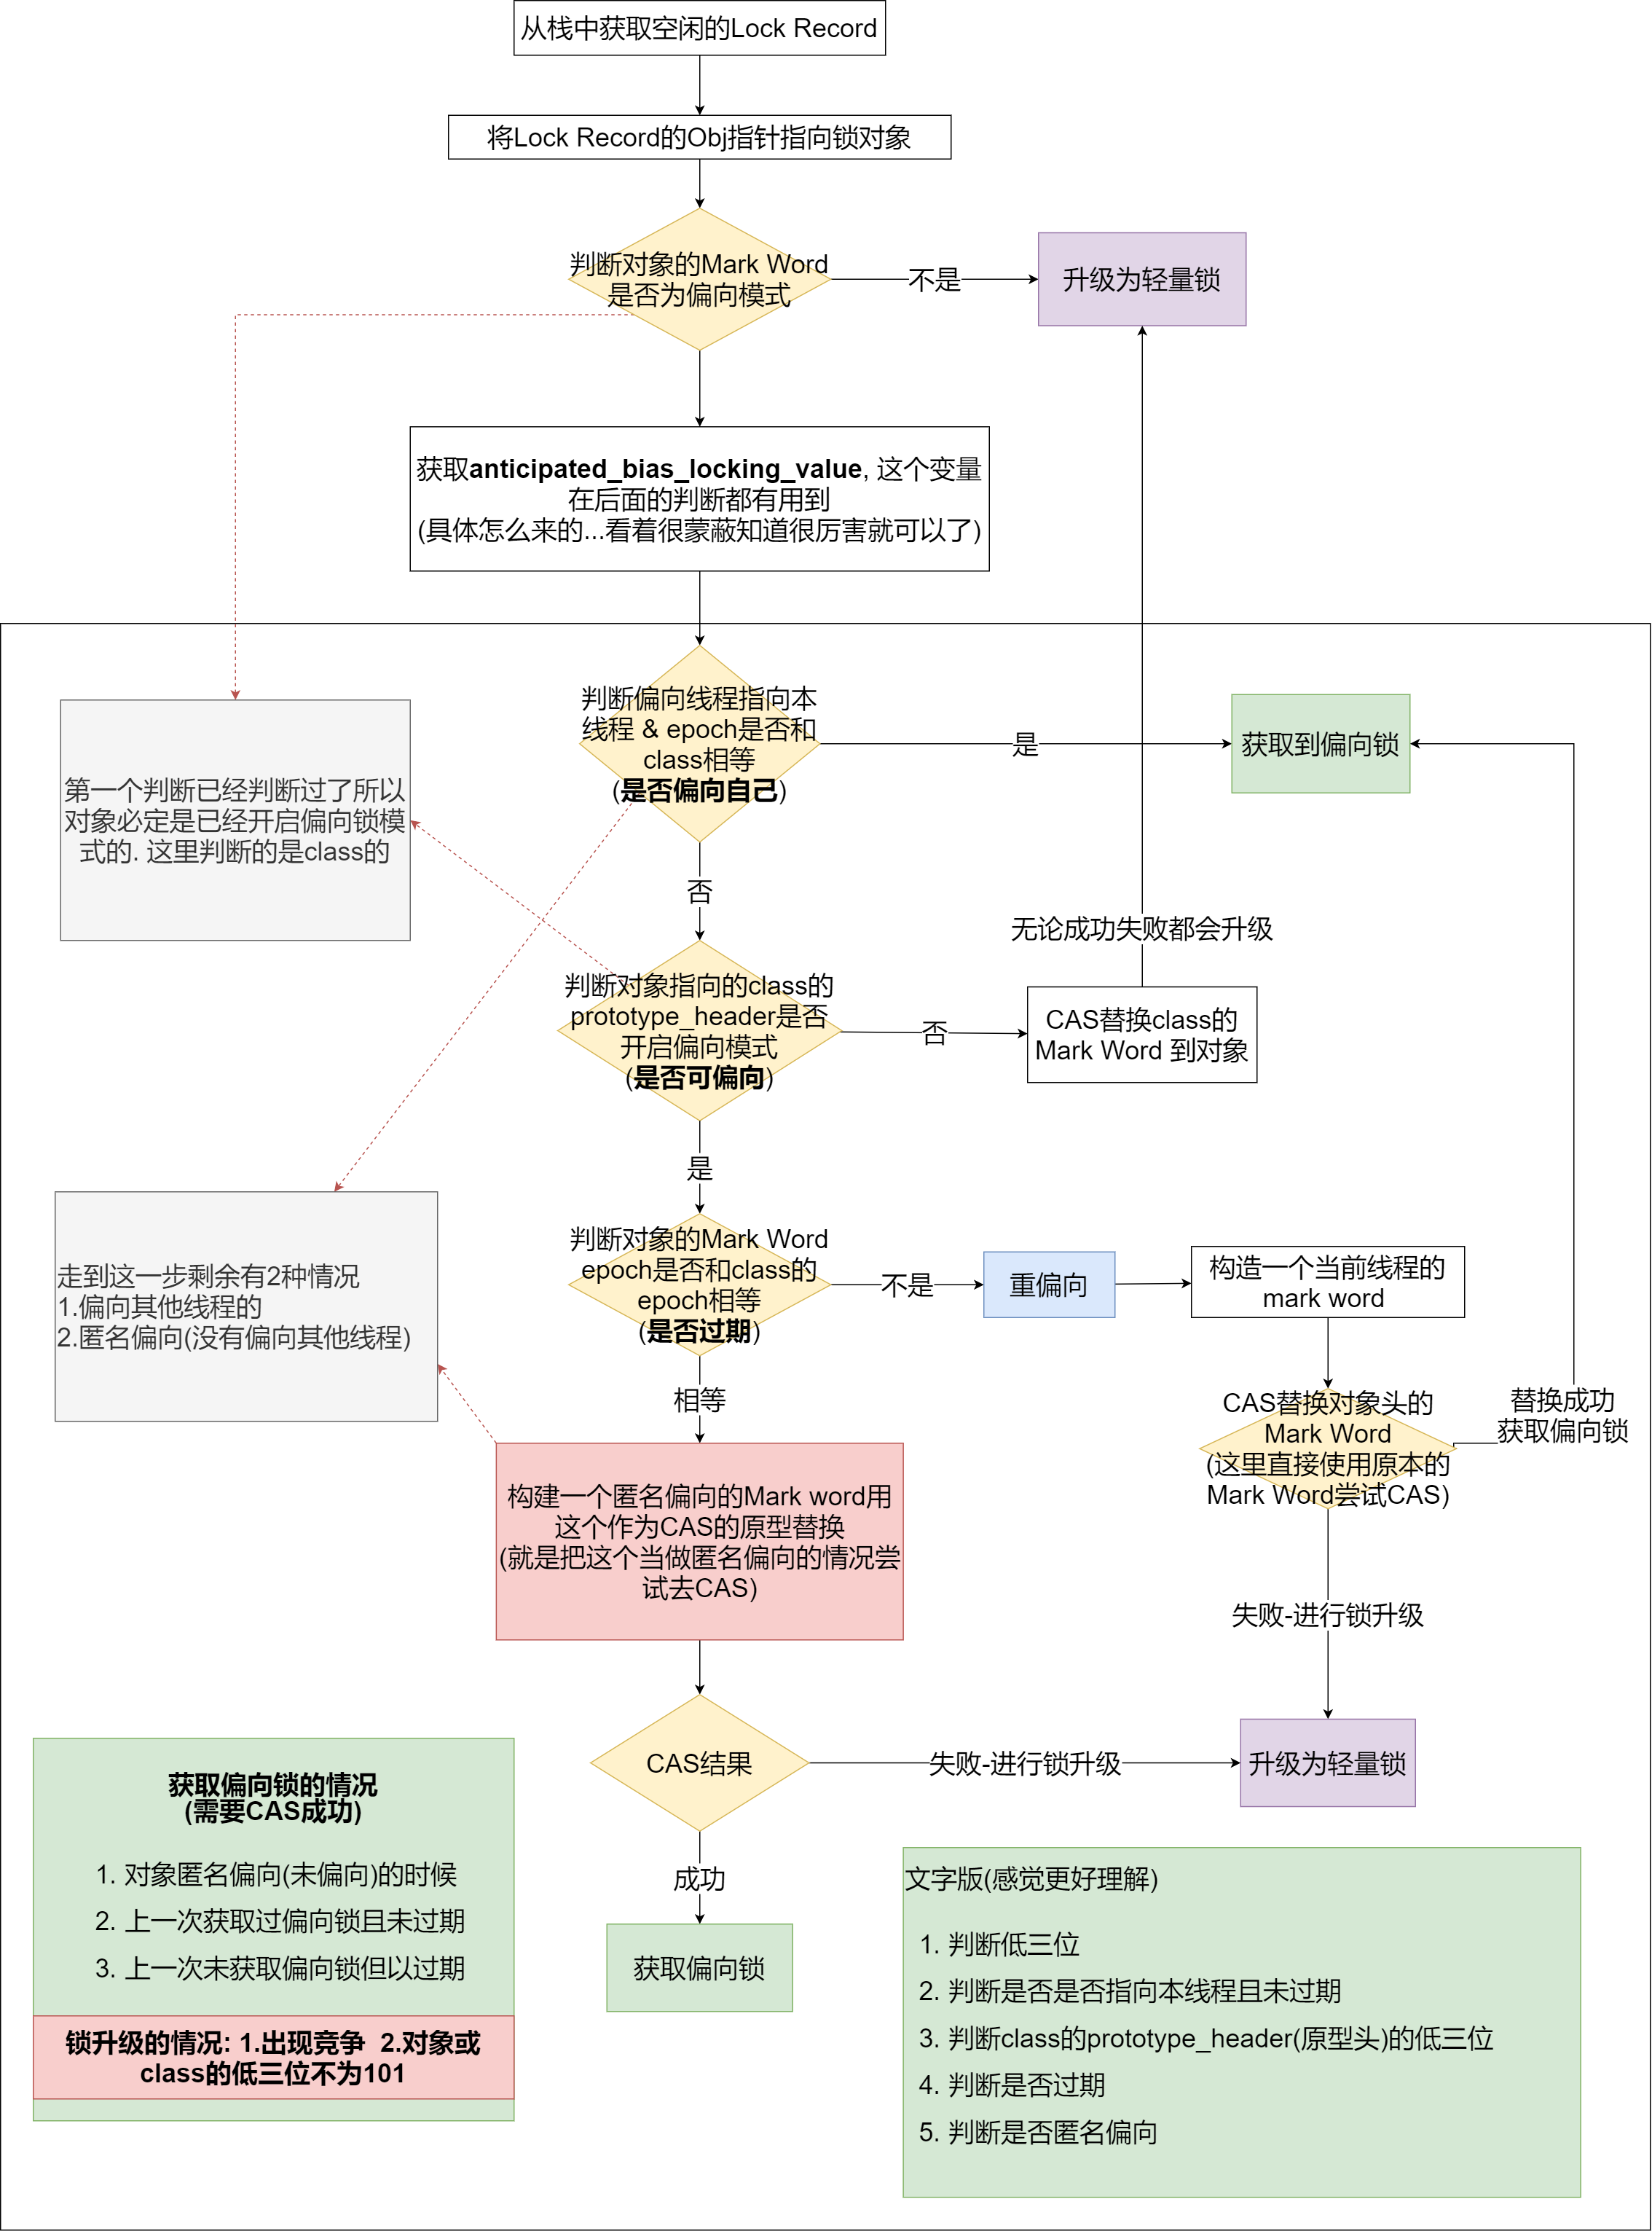 从栈中获取空闲的Lock Record
将Lock Record的Obj指针指向锁对象
判断对象的Mark Word
是否为偏向模式
不是
升级为轻量锁
获取anticipated_bias_locking_value, 这个变量
在后面的判断都有用到
(具体怎么来的...看着很蒙蔽知道很厉害就可以了)
判断偏向线程指向本
线程 & epoch是否和
class相等
(是否偏向自己)
是
获取到偏向锁
第一个判断已经判断过了所以
对象必定是已经开启偏向锁模
式的. 这里判断的是class的
否
无论成功失败都会升级
判断对象指向的class的
prototype_header是否
开启偏向模式
(是否可偏向)
否
CAS替换class的
Mark Word 到对象
是
走到这一步剩余有2种情况
1.偏向其他线程的
2.匿名偏向(没有偏向其他线程)
判断对象的Mark Word
epoch是否和class的
epoch相等
(是否过期)
不是
重偏向
构造一个当前线程的
mark word
相等
CAS替换对象头的
Mark Word
(这里直接使用原本的
Mark Word尝试CAS)
替换成功
获取偏向锁
构建一个匿名偏向的Mark word用
这个作为CAS的原型替换
(就是把这个当做匿名偏向的情况尝
试去CAS)
失败-进行锁升级
CAS结果
失败-进行锁升级
升级为轻量锁
成功
获取偏向锁
获取偏向锁的情况
(需要CAS成功)
1. 对象匿名偏向(未偏向)的时候
2. 上一次获取过偏向锁且未过期
3. 上一次未获取偏向锁但以过期
锁升级的情况: 1.出现竞争  2.对象或
class的低三位不为101
文字版(感觉更好理解)
1. 判断低三位
2. 判断是否是否指向本线程且未过期
3. 判断class的prototype_header(原型头)的低三位
4. 判断是否过期
5. 判断是否匿名偏向